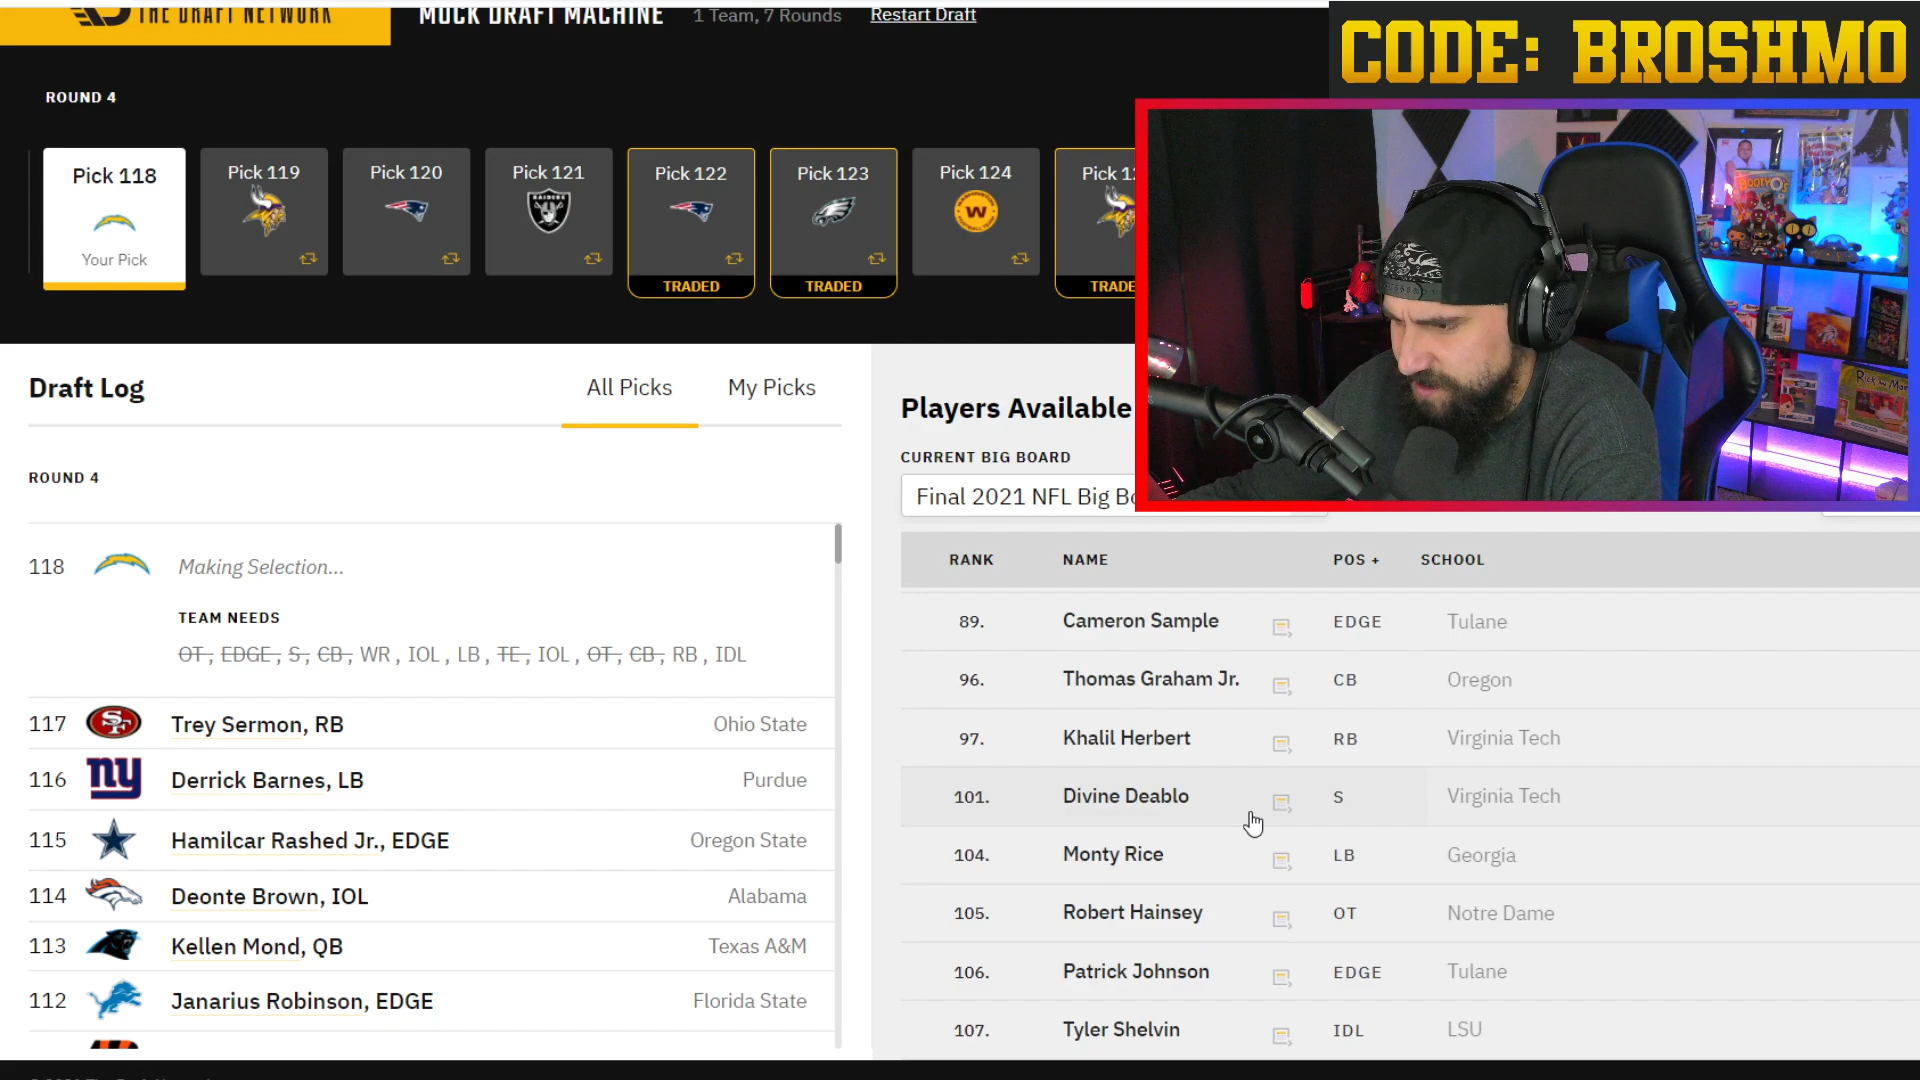 THE DRAFT NETWORK
MOCK DRAFT MACHINE
1 Team, 7 Rounds
Restart Draft
CODE: BROSHMO
ROUND 4
Pick 118
Your Pick
Pick 119
Pick 120
Pick 121
Pick 122
TRADED
Pick 123
TRADED
Pick 124
W
Draft Log
All Picks
My Picks
ROUND 4
118 Making Selection...
TEAM NEEDS
OT, EDGE, S, CB, WR, IOL, LB, TE, IOL, OT, CB, RB, IDL
117 Trey Sermon, RB Ohio State
116 ny Derrick Barnes, LB Purdue
115 Hamilcar Rashed Jr., EDGE Oregon State
114 Deonte Brown, IOL Alabama
113 Kellen Mond, QB Texas A&M
112 Janarius Robinson, EDGE Florida State
Players Available
CURRENT BIG BOARD
Final 2021 NFL Big
RANK NAME POS + SCHOOL
89. Cameron Sample EDGE Tulane
96. Thomas Graham Jr. CB Oregon
97. Khalil Herbert RB Virginia Tech
101. Divine Deablo S Virginia Tech
104. Monty Rice LB Georgia
105. Robert Hainsey OT Notre Dame
106. Patrick Johnson EDGE Tulane
107. Tyler Shelvin IDL LSU